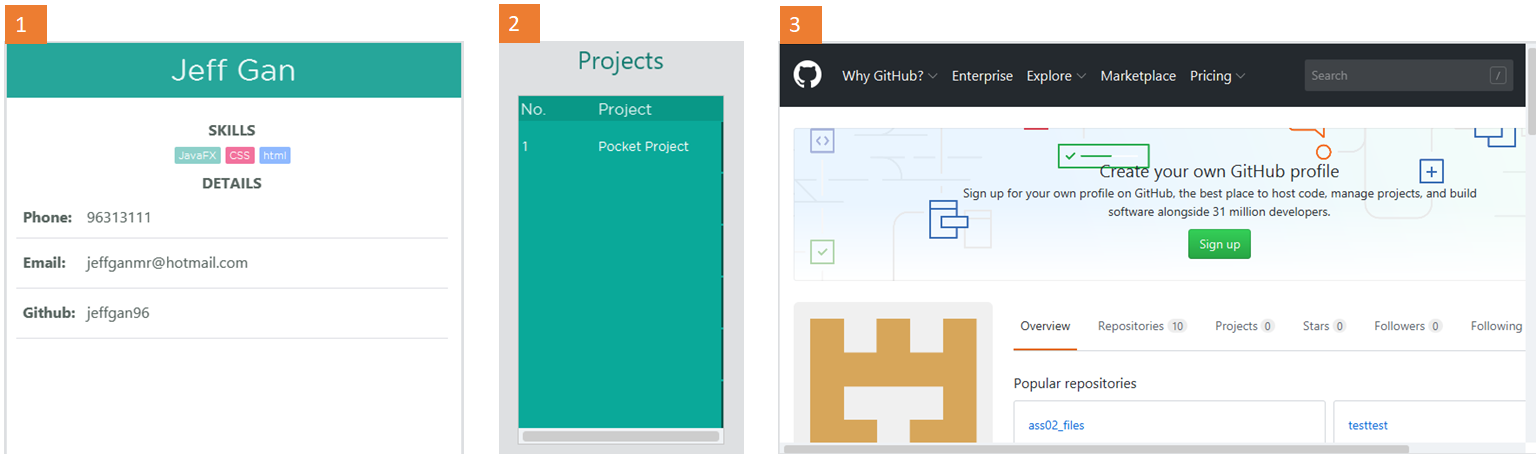 1
Jeff Gan
SKILLS
JavaFX CSS html
DETAILS
Phone: 96313111
Email: jeffganmr@hotmail.com
Github: jeffgan96
2
Projects
No. Project
1 Pocket Project
3
Why GitHub? Enterprise Explore Marketplace Pricing Search /
Create your own GitHub profile
Sign up for your own profile on GitHub, the best place to host code, manage projects, and build
software alongside 31 million developers.
Sign up
Overview Repositories 10 Projects 0 Stars 0 Followers 0 Following
Popular repositories
ass02_files testtest